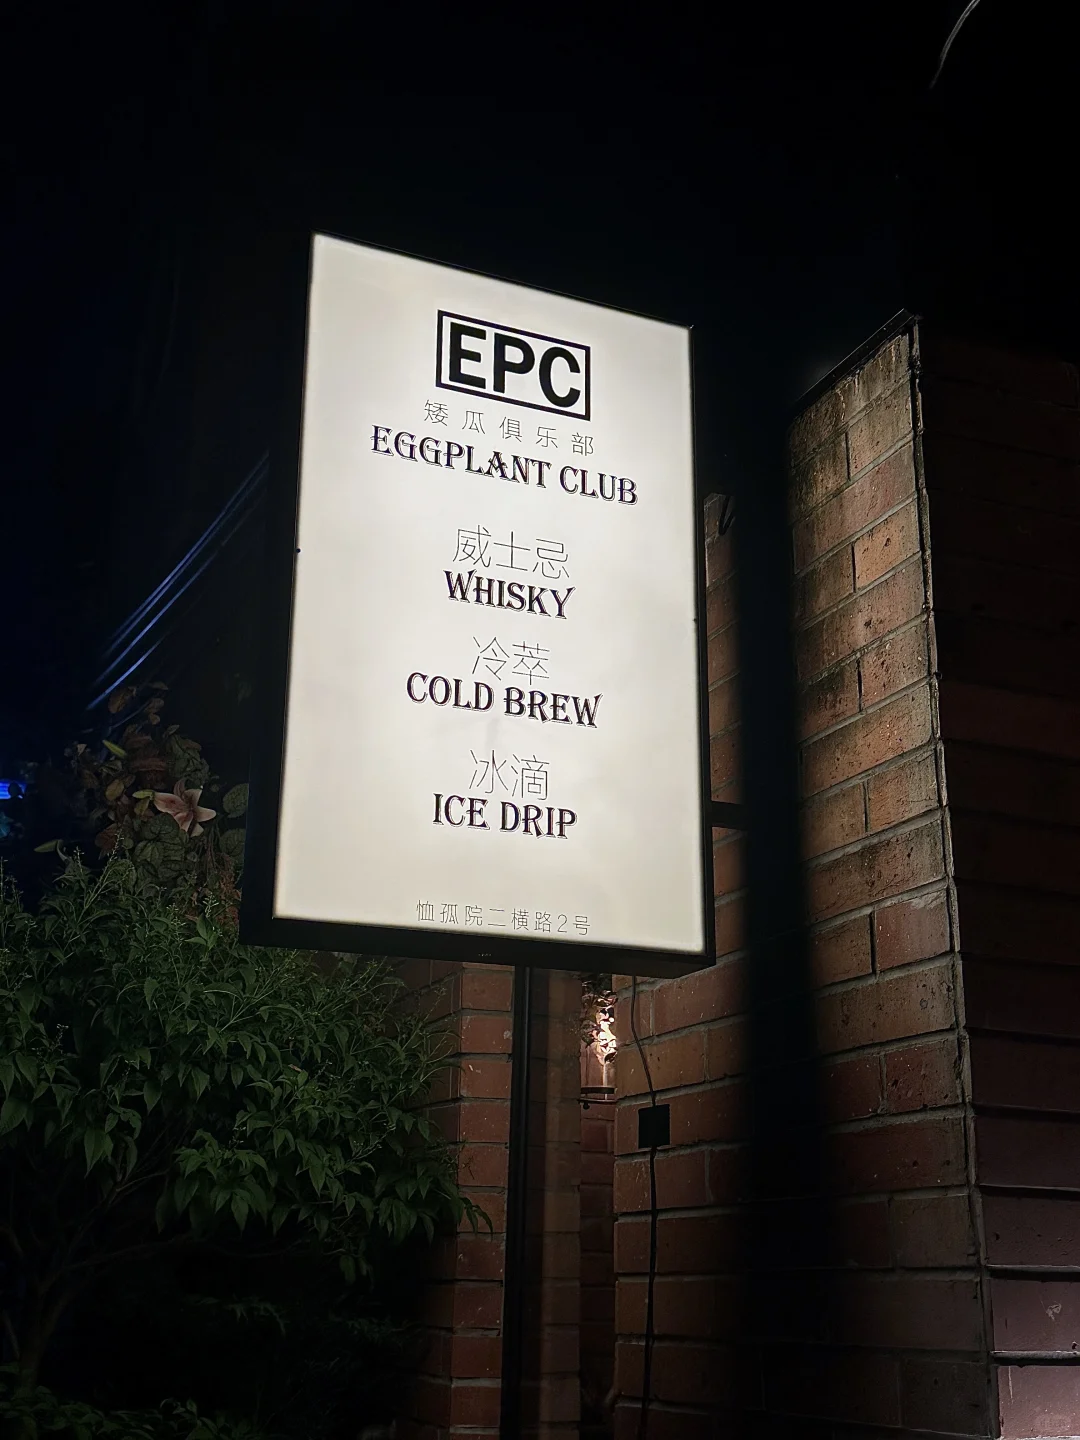 EPC
矮瓜俱乐部
EGGPLANT CLUB
威士忌
WHISKY
冷萃
COLD BREW
冰滴
ICE DRIP
恤孤院二横路2号